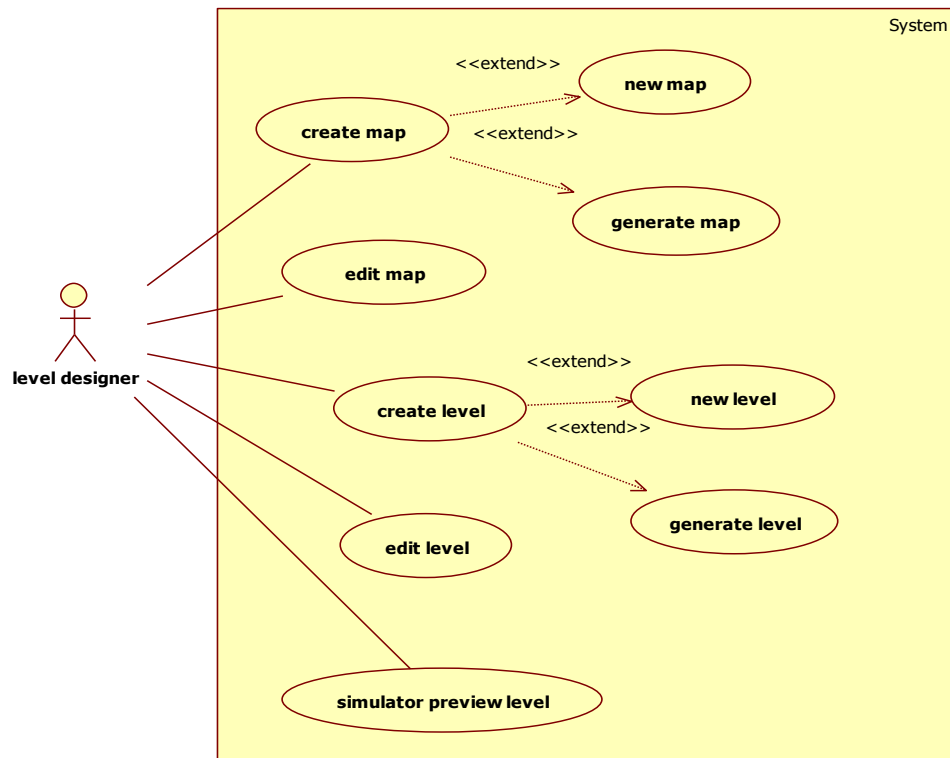 System
<<extend>>
new map
create map
<<extend>>
generate map
edit map
level designer
<<extend>>
new level
create level
<<extend>>
generate level
edit level
simulator preview level